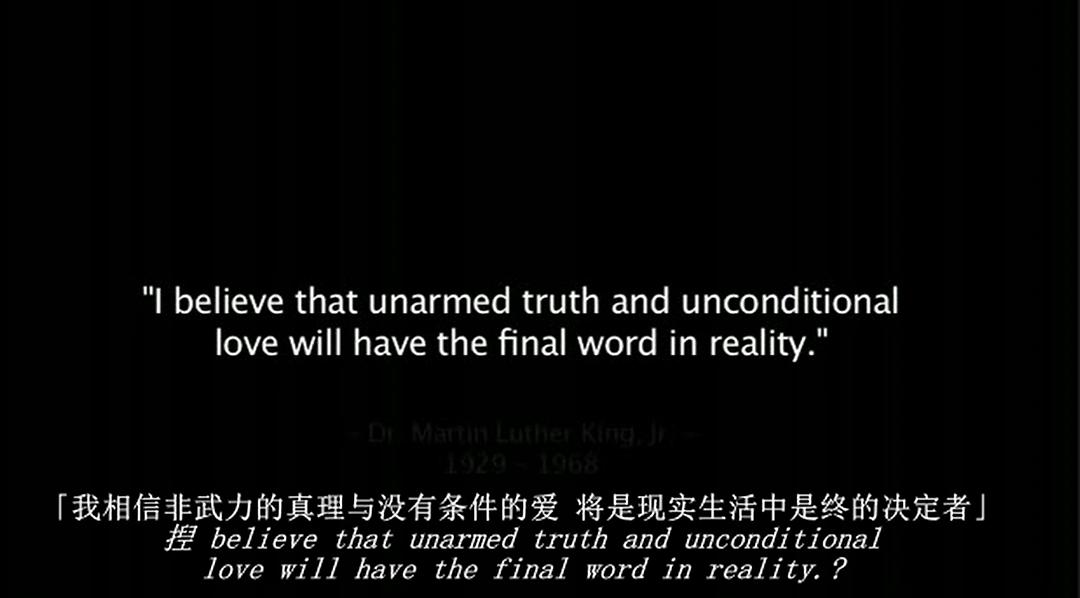 "I believe that unarmed truth and unconditional
love will have the final word in reality."
– Dr. Martin Luther King, Jr. –
1929 – 1968
「我相信非武力的真理与没有条件的爱 将是现实生活中是终的决定者」
揑 believe that unarmed truth and unconditional
love will have the final word in reality.?